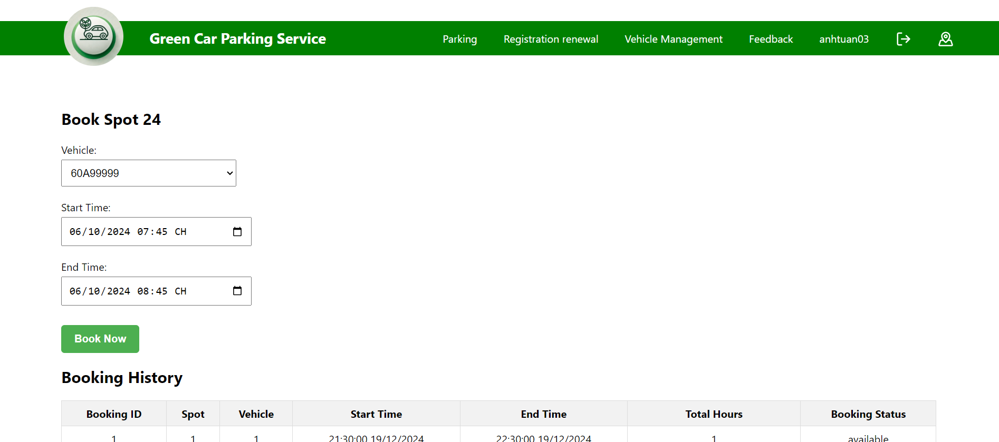 Green Car Parking Service Parking Registration renewal Vehicle Management Feedback anhtuan03
Book Spot 24
Vehicle:
60A99999
Start Time:
06/10/2024 07:45 CH
End Time:
06/10/2024 08:45 CH
Book Now
Booking History
Booking ID Spot Vehicle Start Time End Time Total Hours Booking Status
1 1 1 21:30:00 19/12/2024 22:30:00 19/12/2024 1 available